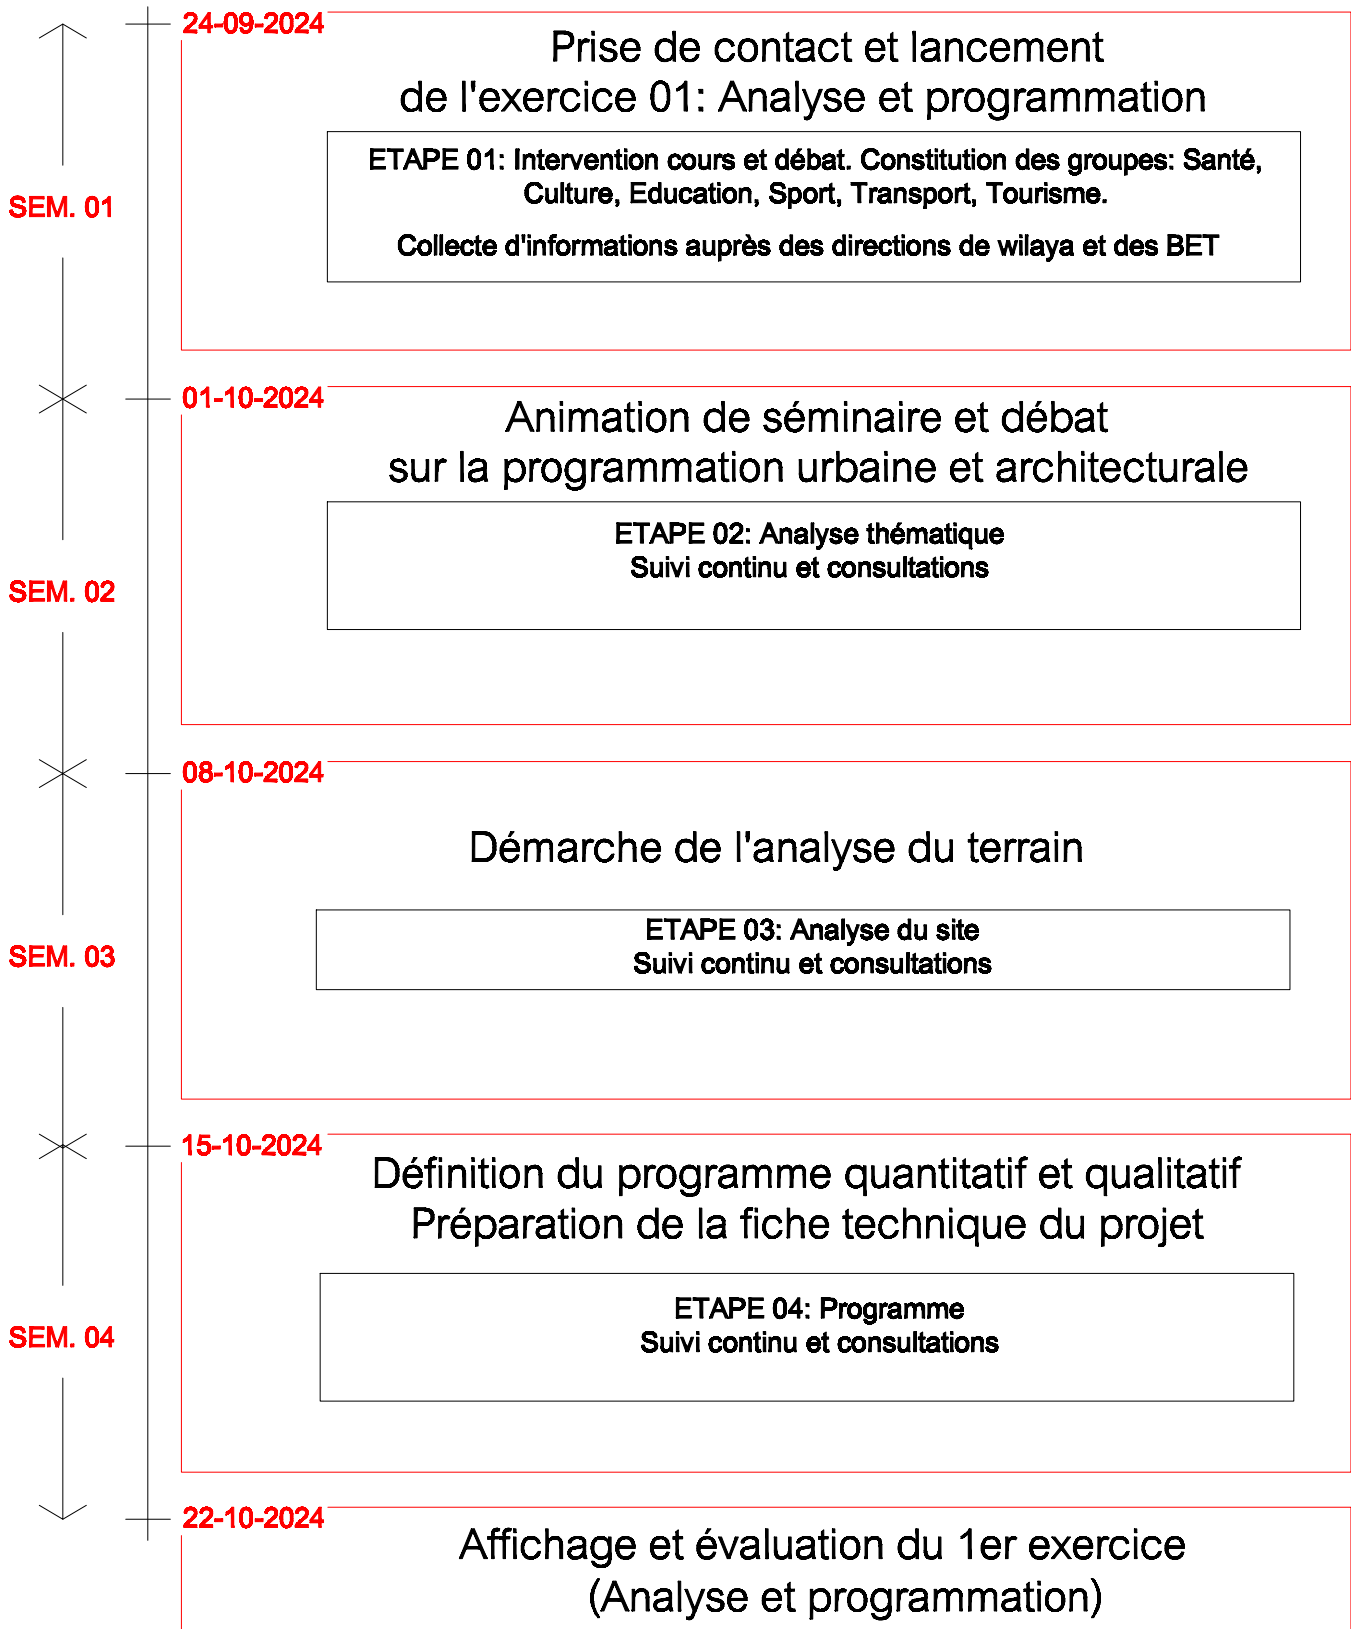 24-09-2024
Prise de contact et lancement
de l'exercice 01: Analyse et programmation
ETAPE 01: Intervention cours et débat. Constitution des groupes: Santé,
Culture, Education, Sport, Transport, Tourisme.
Collecte d'informations auprès des directions de wilaya et des BET
SEM. 01
01-10-2024
Animation de séminaire et débat
sur la programmation urbaine et architecturale
ETAPE 02: Analyse thématique
Suivi continu et consultations
SEM. 02
08-10-2024
Démarche de l'analyse du terrain
ETAPE 03: Analyse du site
Suivi continu et consultations
SEM. 03
15-10-2024
Définition du programme quantitatif et qualitatif
Préparation de la fiche technique du projet
ETAPE 04: Programme
Suivi continu et consultations
SEM. 04
22-10-2024
Affichage et évaluation du 1er exercice
(Analyse et programmation)